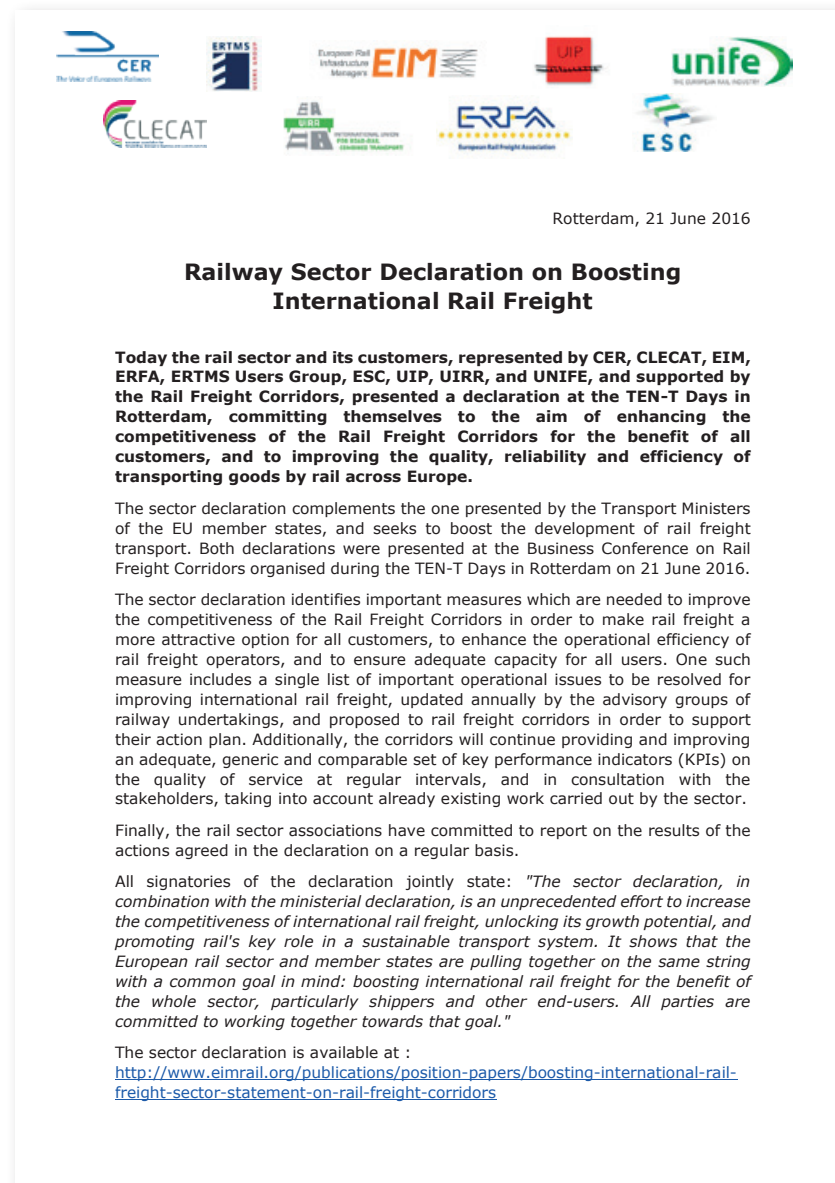 CER
The Voice of European Railways
ERTMS
USERS GROUP
European Rail
Infrastructure
Managers
EIM
UIP
unife
THE EUROPEAN RAIL INDUSTRY
CLECAT
UIRR
INTERNATIONAL UNION
FOR ROAD-RAIL
COMBINED TRANSPORT
ERFA
European Rail Freight Association
ESC
Rotterdam, 21 June 2016
Railway Sector Declaration on Boosting
International Rail Freight
Today the rail sector and its customers, represented by CER, CLECAT, EIM,
ERFA, ERTMS Users Group, ESC, UIP, UIRR, and UNIFE, and supported by
the Rail Freight Corridors, presented a declaration at the TEN-T Days in
Rotterdam, committing themselves to the aim of enhancing the
competitiveness of the Rail Freight Corridors for the benefit of all
customers, and to improving the quality, reliability and efficiency of
transporting goods by rail across Europe.
The sector declaration complements the one presented by the Transport Ministers
of the EU member states, and seeks to boost the development of rail freight
transport. Both declarations were presented at the Business Conference on Rail
Freight Corridors organised during the TEN-T Days in Rotterdam on 21 June 2016.
The sector declaration identifies important measures which are needed to improve
the competitiveness of the Rail Freight Corridors in order to make rail freight a
more attractive option for all customers, to enhance the operational efficiency of
rail freight operators, and to ensure adequate capacity for all users. One such
measure includes a single list of important operational issues to be resolved for
improving international rail freight, updated annually by the advisory groups of
railway undertakings, and proposed to rail freight corridors in order to support
their action plan. Additionally, the corridors will continue providing and improving
an adequate, generic and comparable set of key performance indicators (KPIs) on
the quality of service at regular intervals, and in consultation with the
stakeholders, taking into account already existing work carried out by the sector.
Finally, the rail sector associations have committed to report on the results of the
actions agreed in the declaration on a regular basis.
All signatories of the declaration jointly state: "The sector declaration, in
combination with the ministerial declaration, is an unprecedented effort to increase
the competitiveness of international rail freight, unlocking its growth potential, and
promoting rail's key role in a sustainable transport system. It shows that the
European rail sector and member states are pulling together on the same string
with a common goal in mind: boosting international rail freight for the benefit of
the whole sector, particularly shippers and other end-users. All parties are
committed to working together towards that goal."
The sector declaration is available at :
http://www.eimrail.org/publications/position-papers/boosting-international-rail-
freight-sector-statement-on-rail-freight-corridors